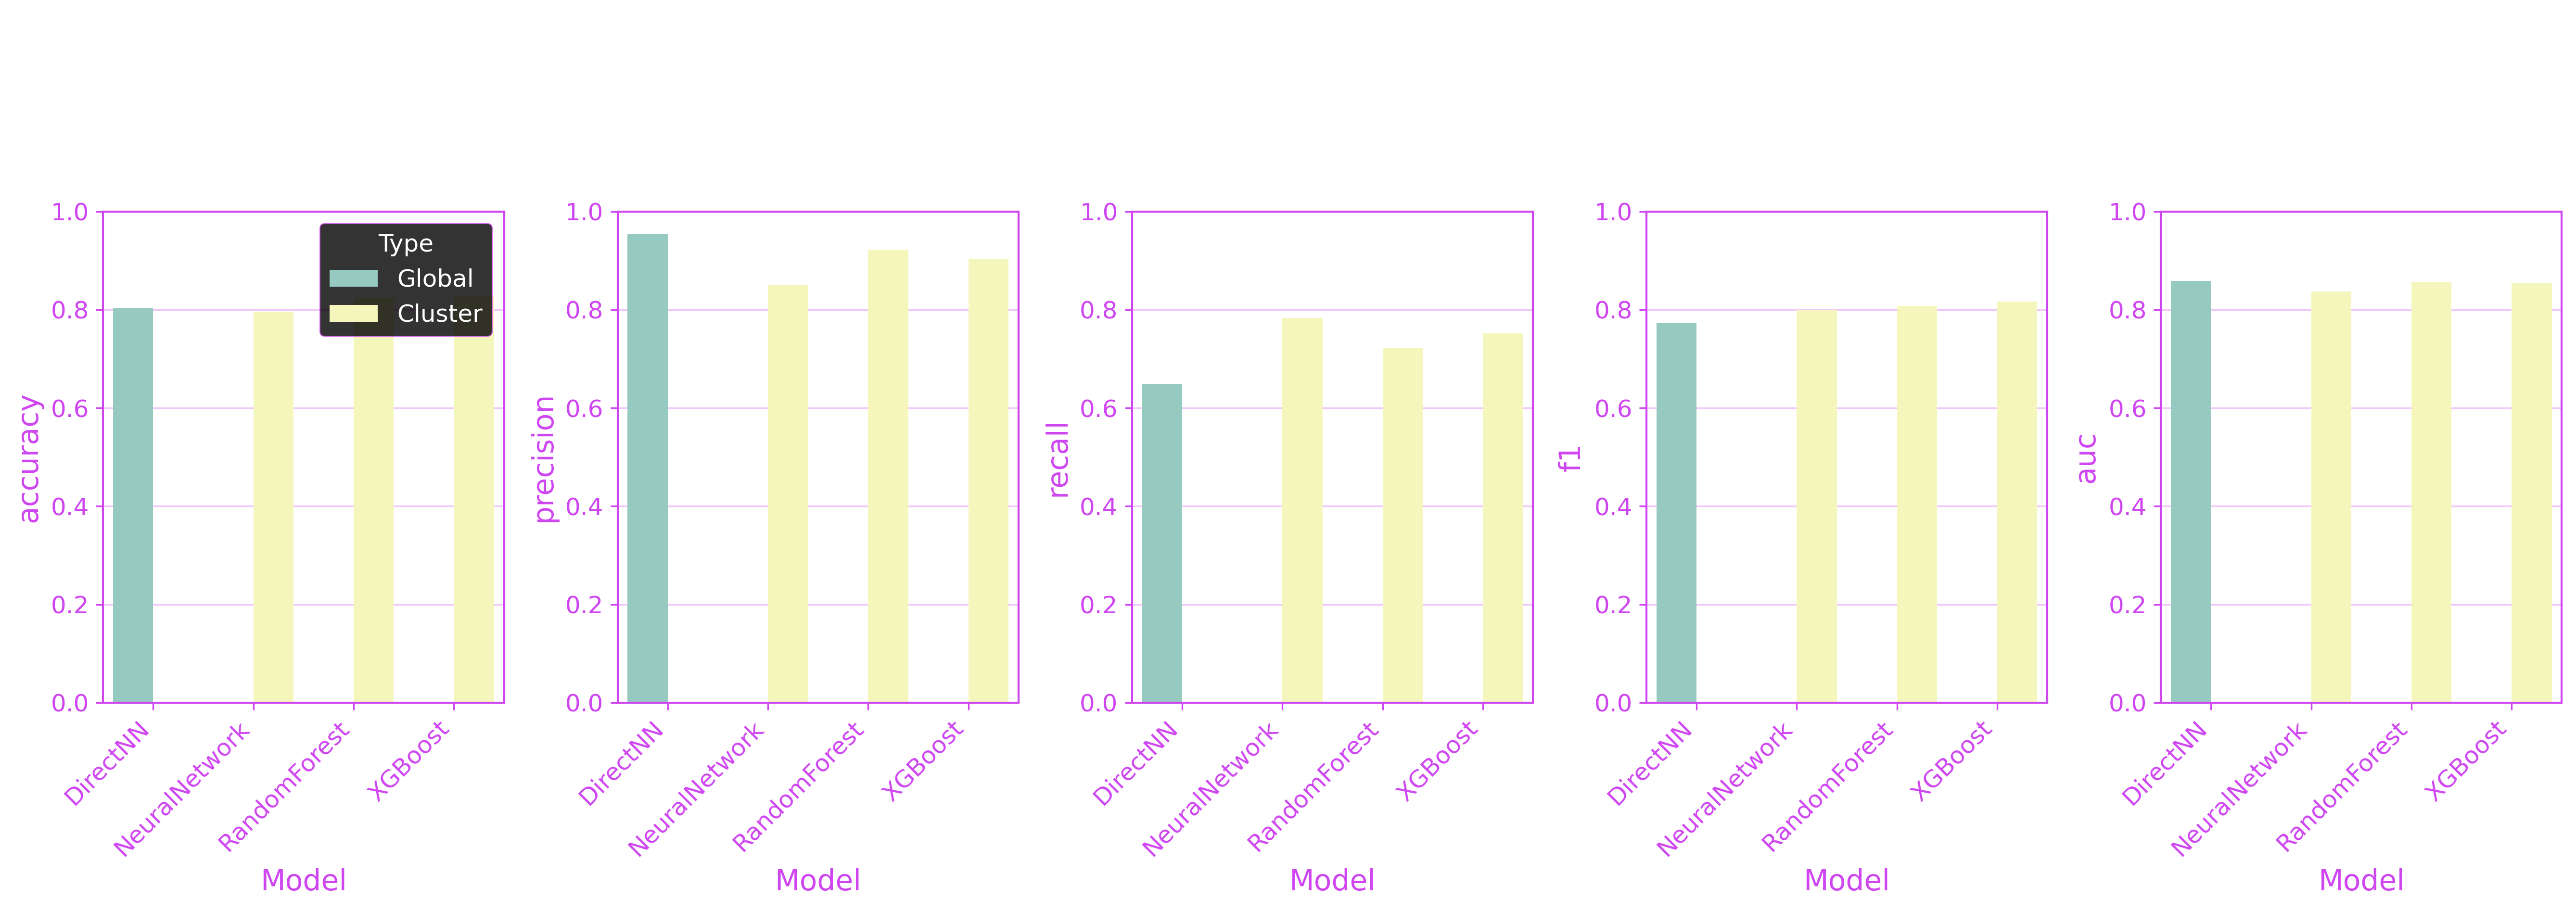 accuracy
1.0
0.8
0.6
0.4
0.2
0.0
Type
Global
Cluster
DirectNN
NeuralNetwork
RandomForest
XGBoost
Model
precision
1.0
0.8
0.6
0.4
0.2
0.0
DirectNN
NeuralNetwork
RandomForest
XGBoost
Model
recall
1.0
0.8
0.6
0.4
0.2
0.0
DirectNN
NeuralNetwork
RandomForest
XGBoost
Model
f1
1.0
0.8
0.6
0.4
0.2
0.0
DirectNN
NeuralNetwork
RandomForest
XGBoost
Model
auc
1.0
0.8
0.6
0.4
0.2
0.0
DirectNN
NeuralNetwork
RandomForest
XGBoost
Model